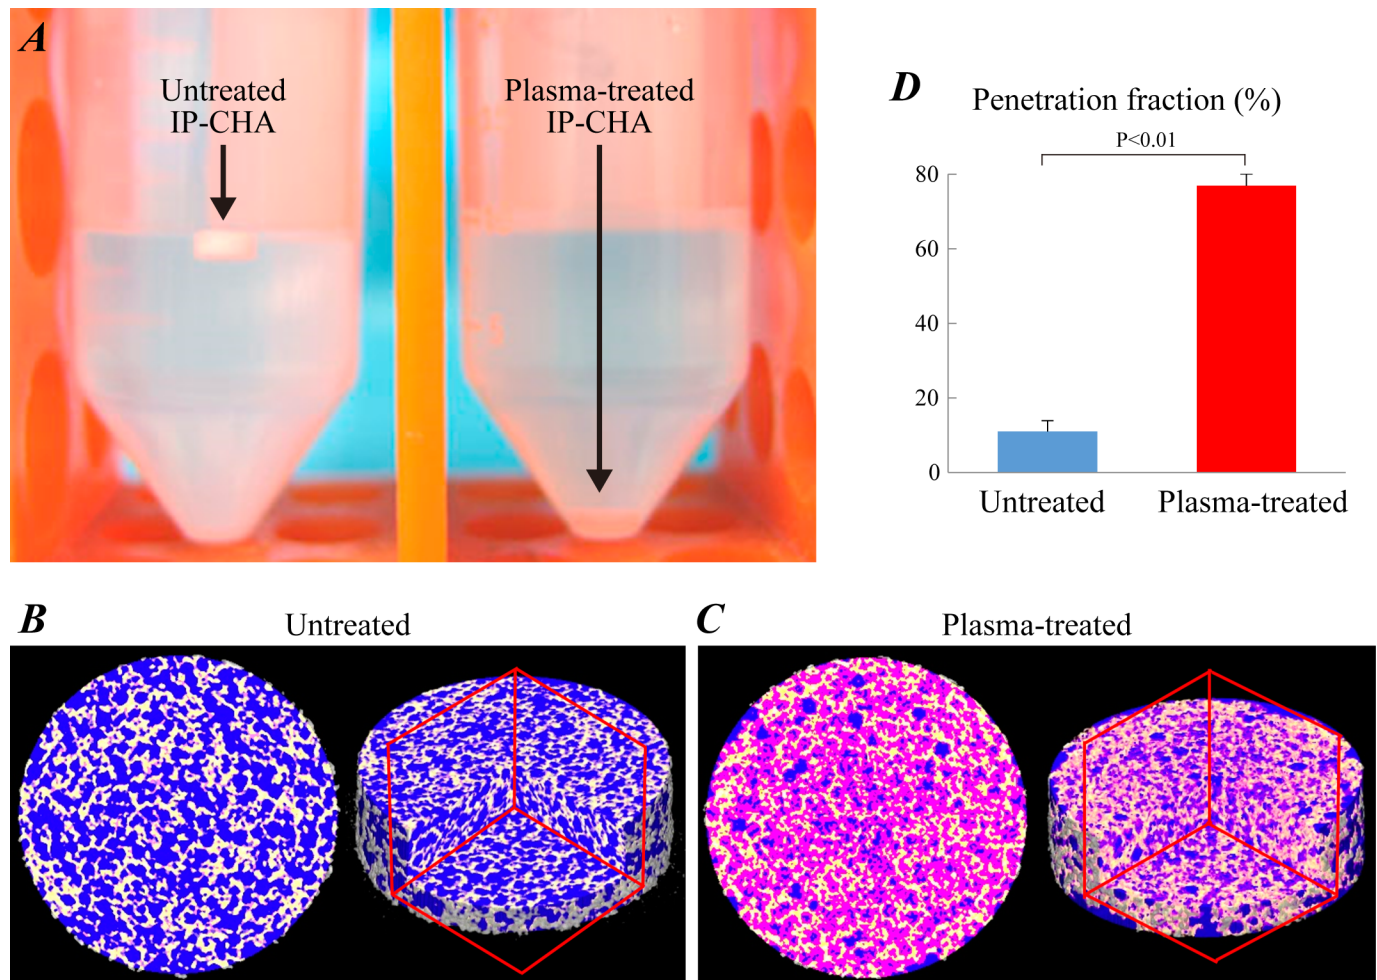 A
Untreated
IP-CHA
Plasma-treated
IP-CHA
D
Penetration fraction (%)
P<0.01
80
60
40
20
0
Untreated
Plasma-treated
B
Untreated
C
Plasma-treated